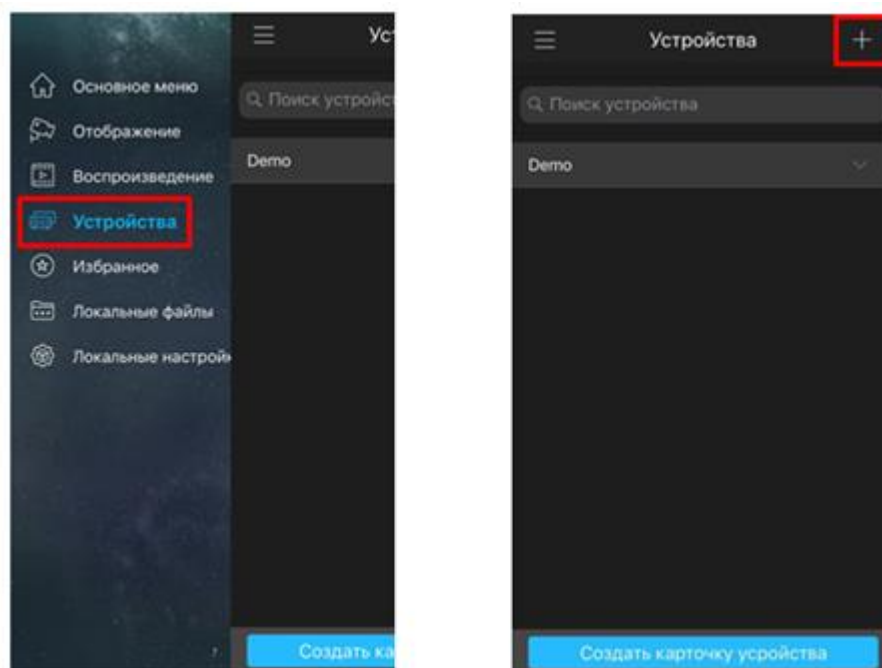 Ус
Основное меню
Поиск устройс
Отображение
Demo
Воспроизведение
Устройства
Избранное
Локальные файлы
Локальные настрой
Создать ка
Устройства
Поиск устройства
Demo
Создать карточку усройства